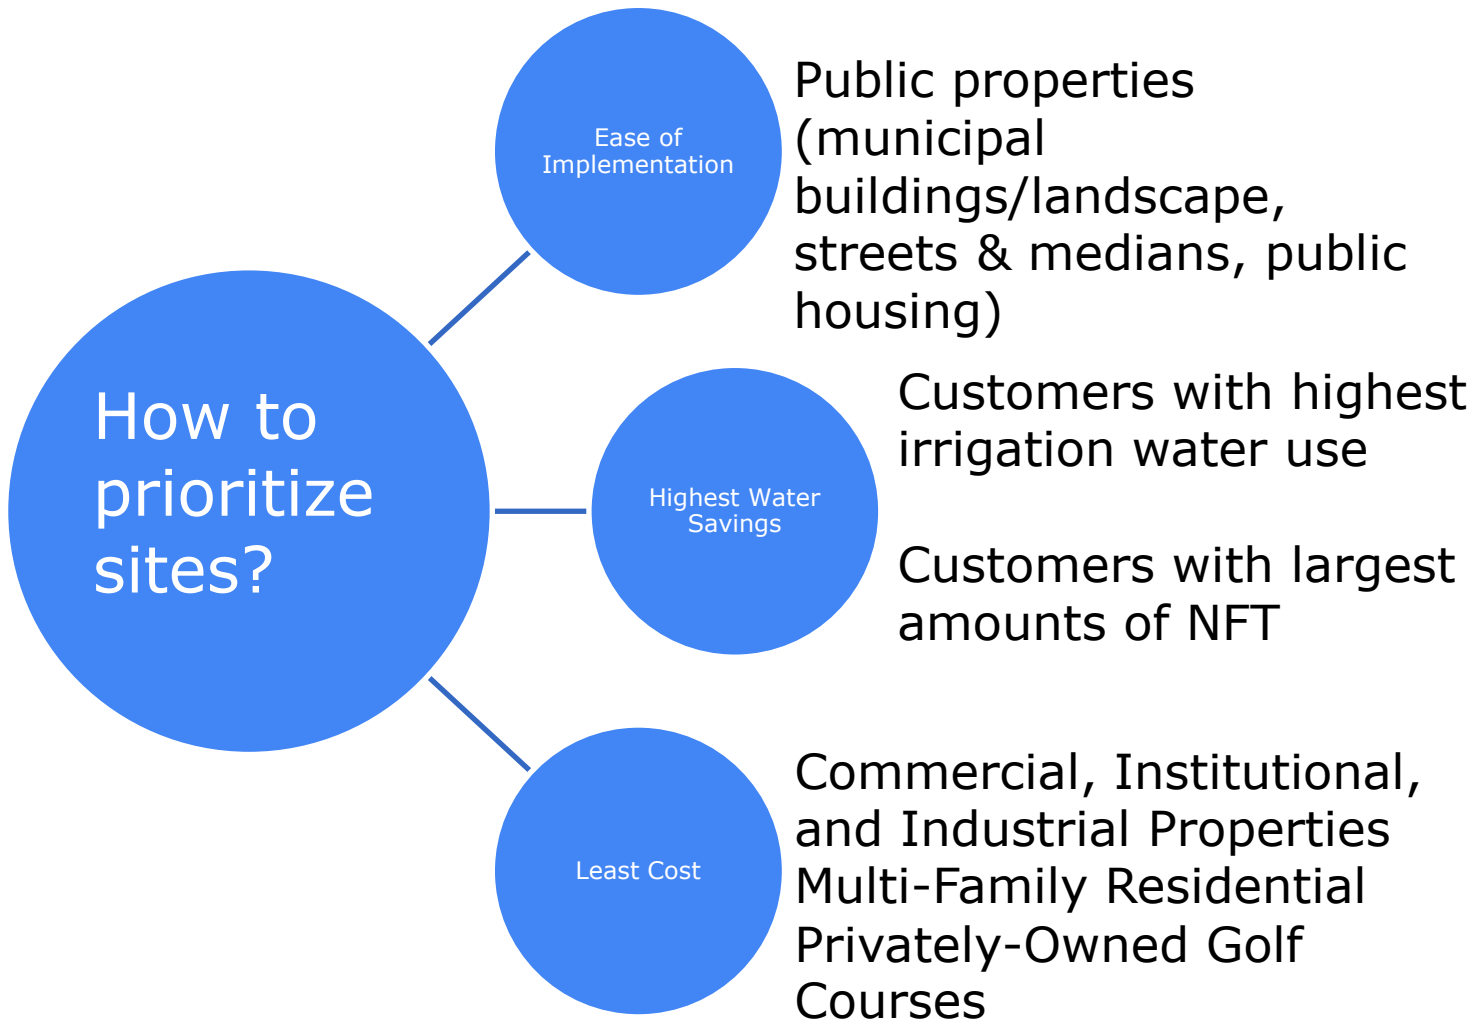 How to
prioritize
sites?
Ease of
Implementation
Public properties
(municipal
buildings/landscape,
streets & medians, public
housing)
Highest Water
Savings
Customers with highest
irrigation water use
Customers with largest
amounts of NFT
Least Cost
Commercial, Institutional,
and Industrial Properties
Multi-Family Residential
Privately-Owned Golf
Courses